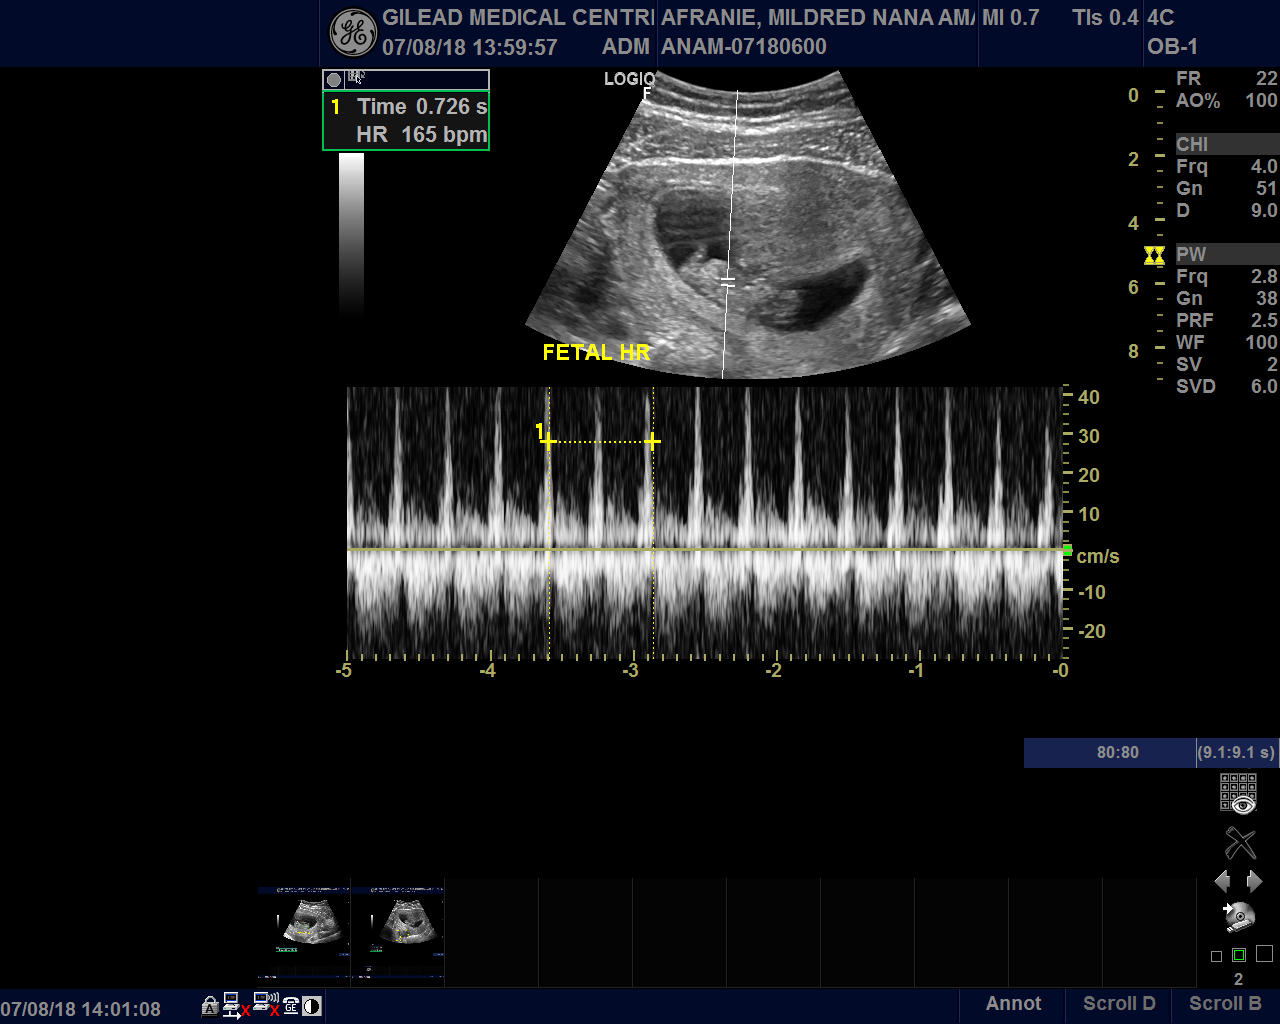 GILEAD MEDICAL CENTRE AFRANIE, MILDRED NANA AMA MI 0.7 TIs 0.4 4C
07/08/18 13:59:57 ADM ANAM-07180600 OB-1
LOGIQ
F
1 Time 0.726 s
HR 165 bpm
FETAL HR
0
2
4
6
8
FR 22
AO% 100
CHI
Frq 4.0
Gn 51
D 9.0
PW
Frq 2.8
Gn 38
PRF 2.5
WF 100
SV 2
SVD 6.0
1
40
30
20
10
cm/s
-10
-20
-5 -4 -3 -2 -1 -0
80:80 (9.1:9.1 s)
2
07/08/18 14:01:08 Annot Scroll D Scroll B